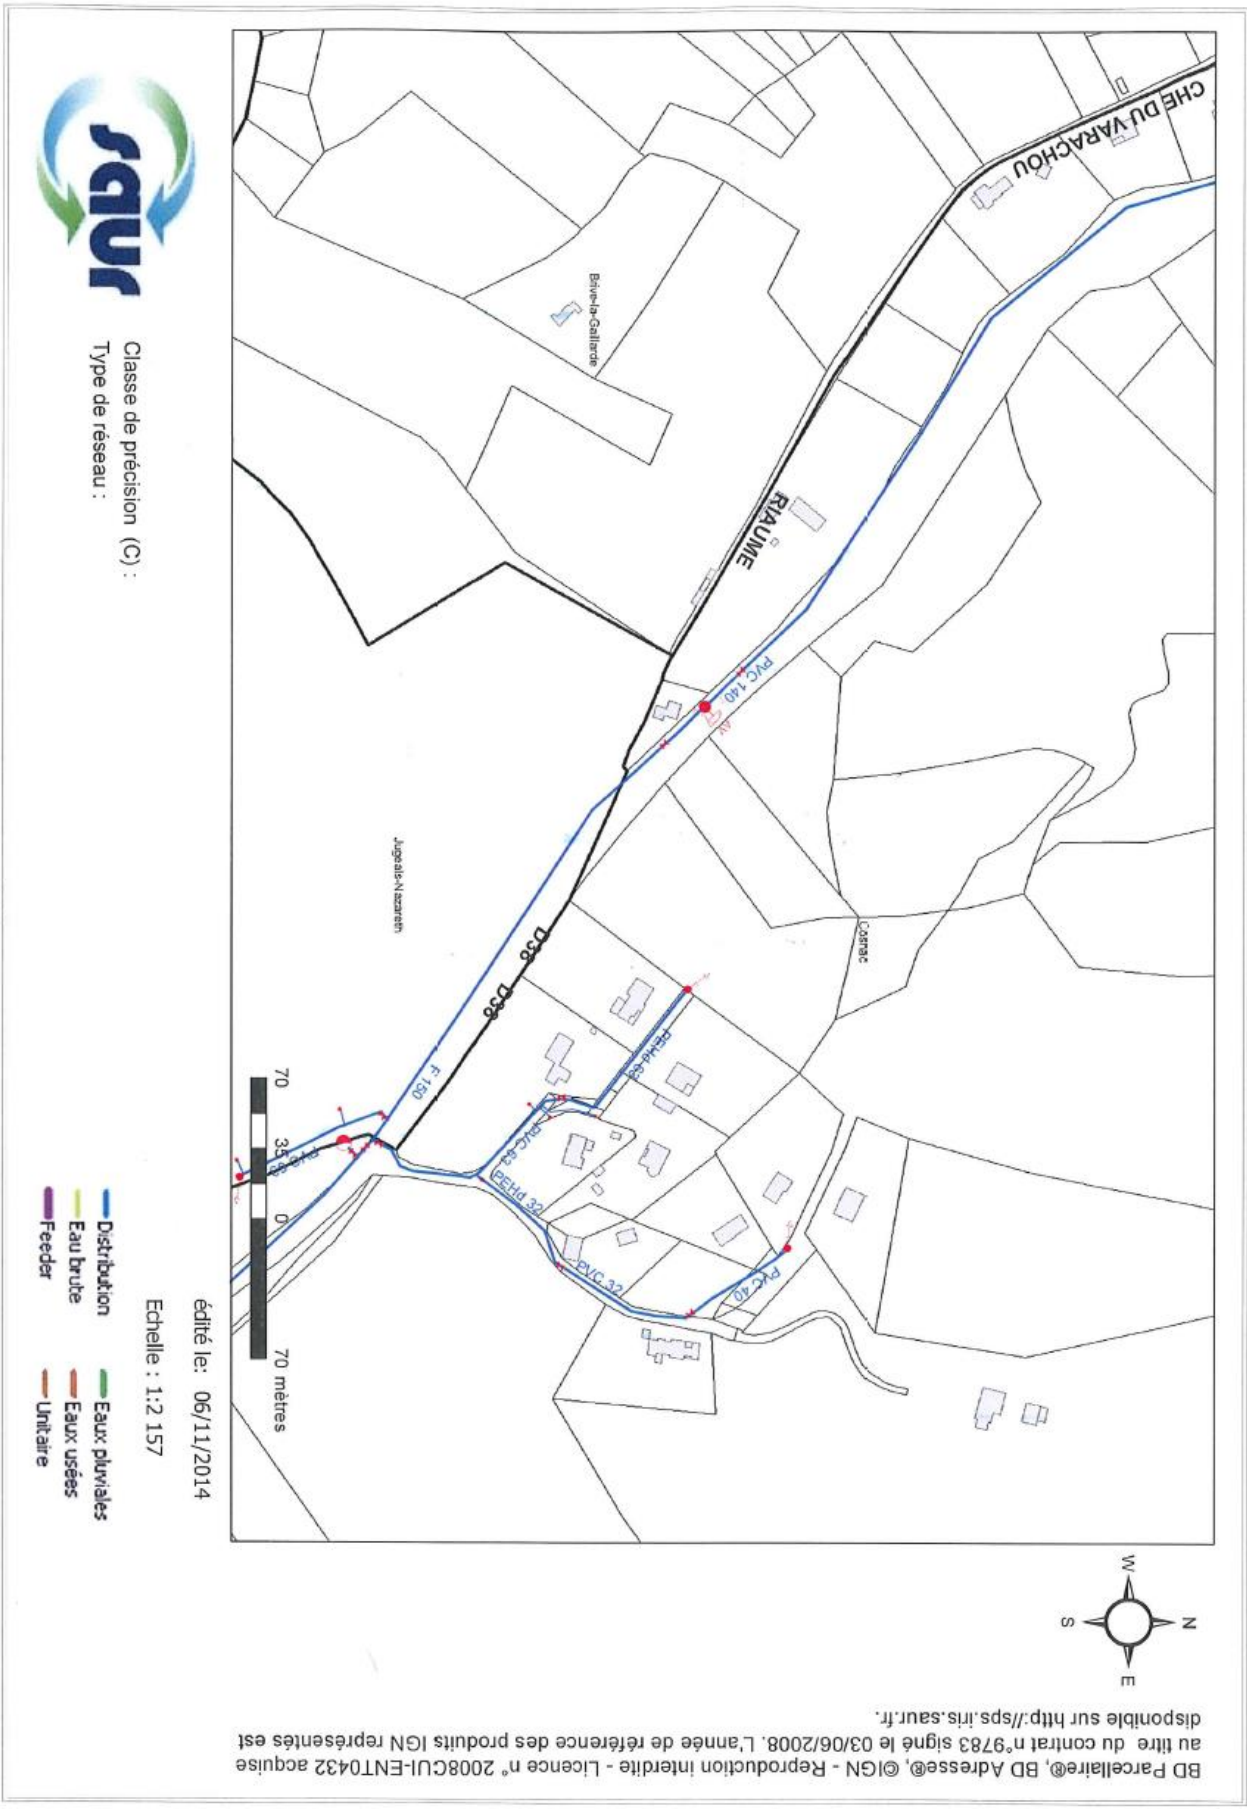 CHE DU VARACHOU
RIAUME
Brive-la-Gaillarde
PVC 140
AV
Jugeals-Nazareth
Cosnac
D38
D38
F 150
PEHd 63
PVC 63
PEHd 32
PVC 32
PVC 40
PVC 63
70
35
0
70 mètres
saur
Classe de précision (C) :
Type de réseau :
édité le: 06/11/2014
Echelle : 1:2 157
Distribution
Eau brute
Feeder
Eaux pluviales
Eaux usées
Unitaire
N
W
E
S
BD Parcellaire®, BD Adresse®, ©IGN - Reproduction interdite - Licence n° 2008CUI-ENT0432 acquise
au titre du contrat n°9783 signé le 03/06/2008. L'année de référence des produits IGN représentés est
disponible sur http://sps.iris.saur.fr.